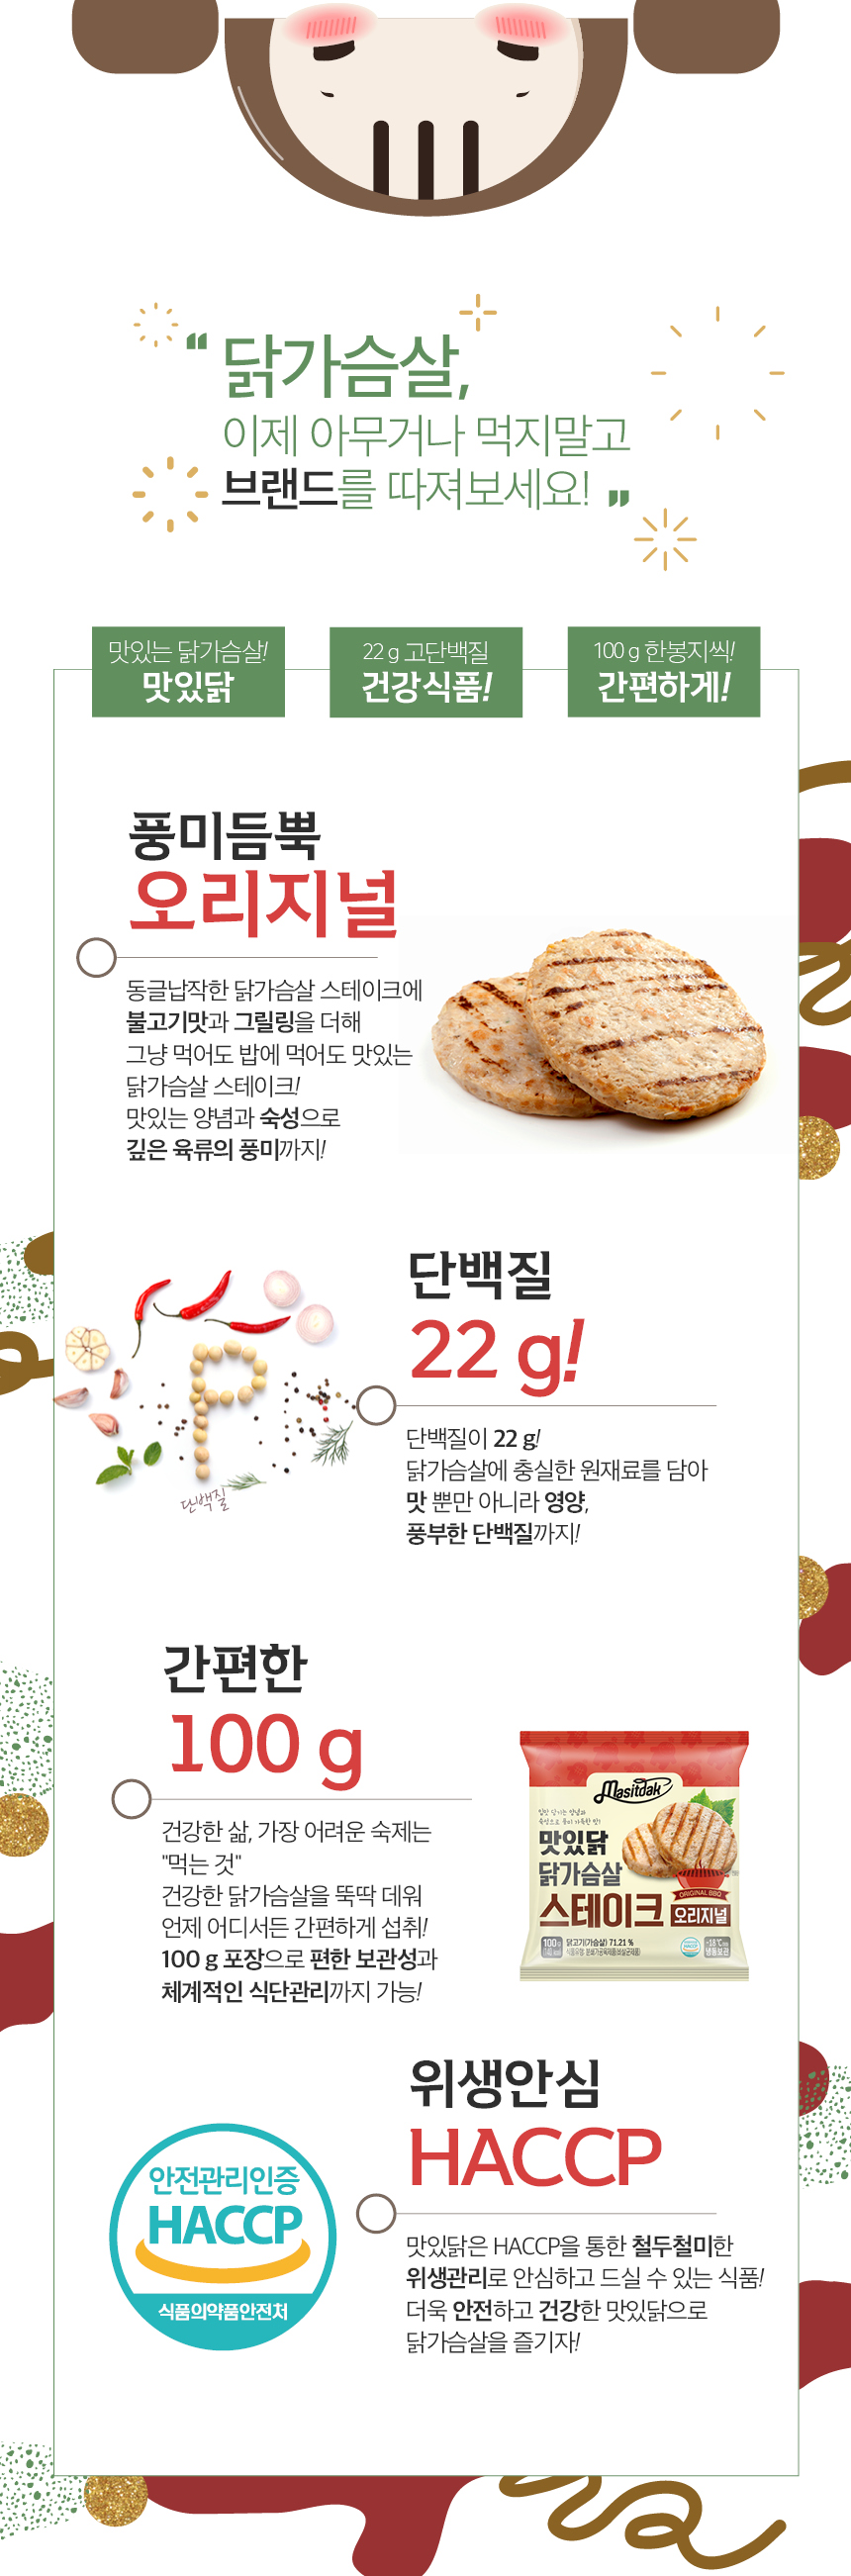 “ 닭가슴살,
이제 아무거나 먹지말고
브랜드를 따져보세요! ”
맛있는 닭가슴살!
맛있닭
22 g 고단백질
건강식품!
100 g 한봉지씩!
간편하게!
풍미듬뿍
오리지널
동글납작한 닭가슴살 스테이크에
불고기맛과 그릴링을 더해
그냥 먹어도 밥에 먹어도 맛있는
닭가슴살 스테이크!
맛있는 양념과 숙성으로
깊은 육류의 풍미까지!
단백질
22 g!
단백질이 22 g!
닭가슴살에 충실한 원재료를 담아
맛 뿐만 아니라 영양,
풍부한 단백질까지!
P
단백질
간편한
100 g
건강한 삶, 가장 어려운 숙제는
"먹는 것"
건강한 닭가슴살을 뚝딱 데워
언제 어디서든 간편하게 섭취!
100 g 포장으로 편한 보관성과
체계적인 식단관리까지 가능!
Masitdak
맛있닭
닭가슴살
스테이크
ORIGINAL BBQ
오리지널
100 g
닭고기(가슴살) 71.21 %
HACCP
냉동보관
위생안심
HACCP
맛있닭은 HACCP을 통한 철두철미한
위생관리로 안심하고 드실 수 있는 식품!
더욱 안전하고 건강한 맛있닭으로
닭가슴살을 즐기자!
안전관리인증
HACCP
식품의약품안전처